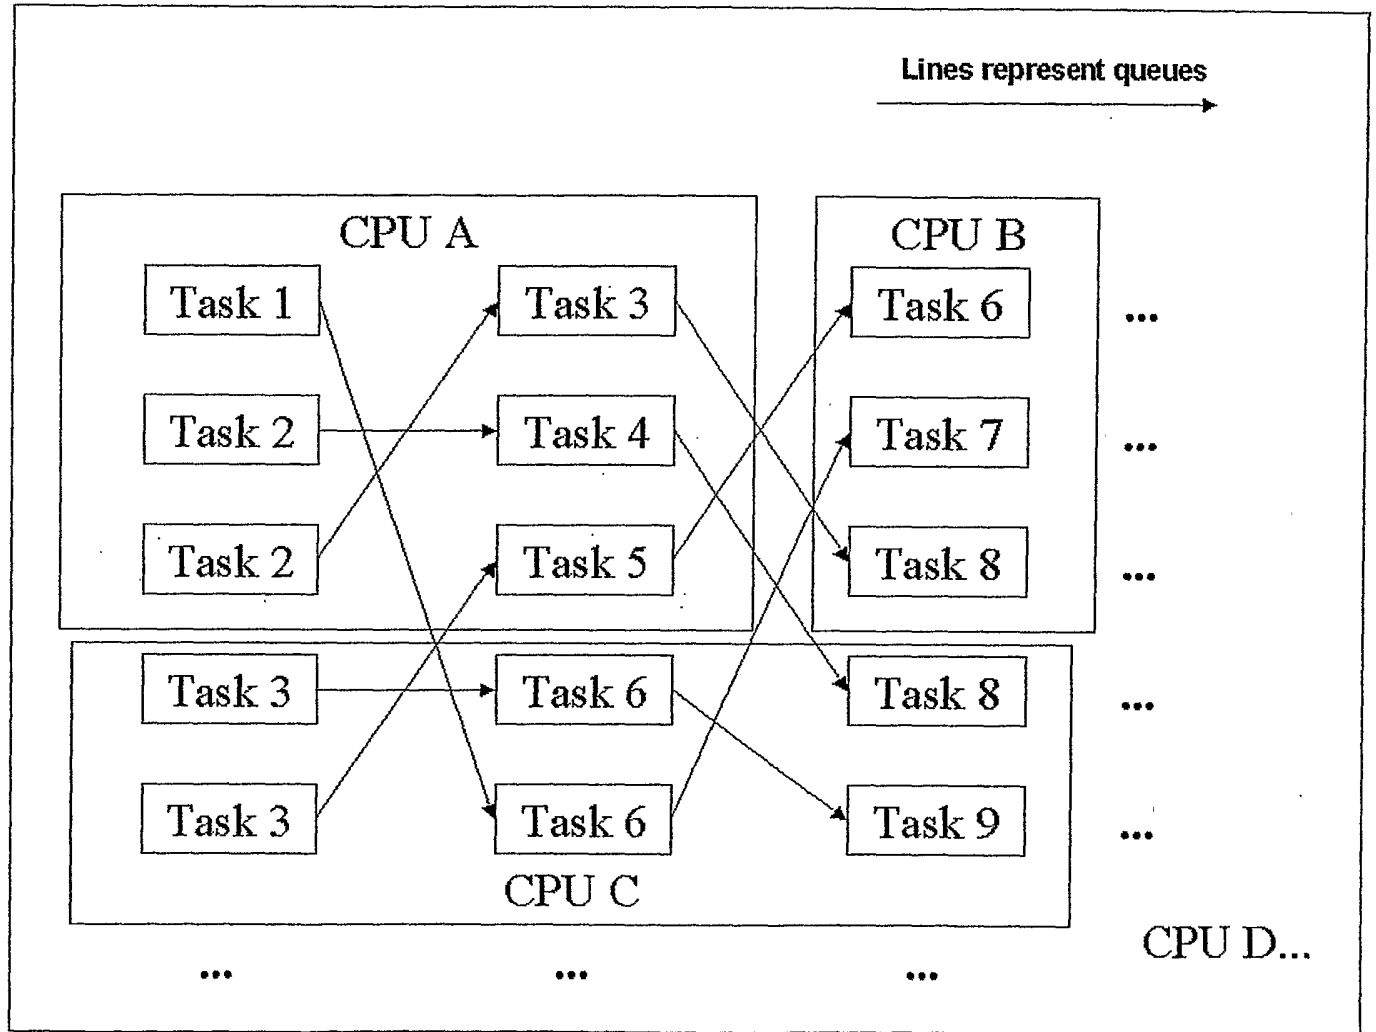 Lines represent queues
CPU A
CPU B
Task 1
Task 3
Task 6
...
Task 2
Task 4
Task 7
...
Task 2
Task 5
Task 8
...
Task 3
Task 6
Task 8
...
Task 3
Task 6
Task 9
...
CPU C
CPU D...
...
...
...